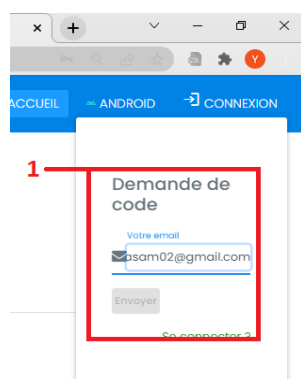 Y
ACCUEIL ANDROID CONNEXION
1
Demande de
code
Votre email
asam02@gmail.com
Envoyer
Se connecter ?